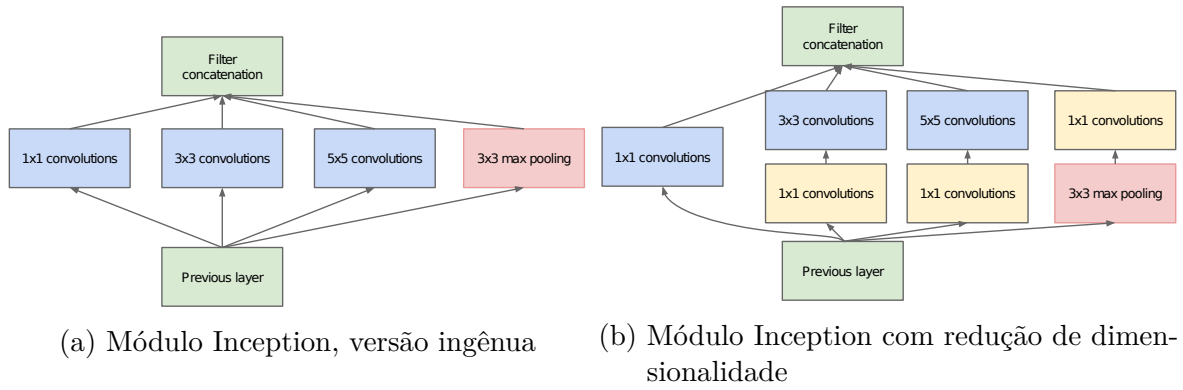 Filter
concatenation
1x1 convolutions
3x3 convolutions
5x5 convolutions
3x3 max pooling
Previous layer
(a) Módulo Inception, versão ingênua
Filter
concatenation
3x3 convolutions
5x5 convolutions
1x1 convolutions
1x1 convolutions
1x1 convolutions
1x1 convolutions
3x3 max pooling
Previous layer
(b) Módulo Inception com redução de dimen-
sionalidade